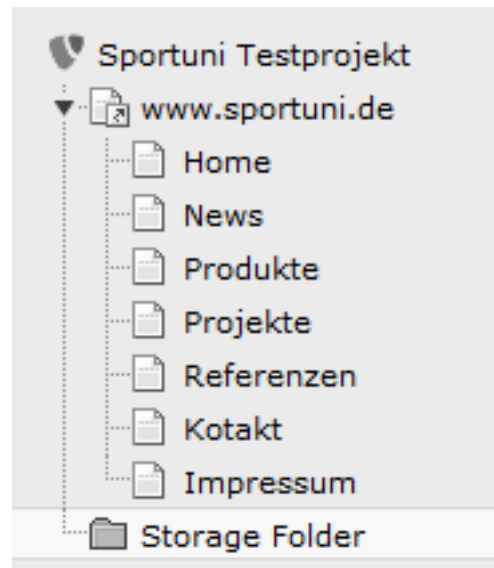 Sportuni Testprojekt
www.sportuni.de
Home
News
Produkte
Projekte
Referenzen
Kotakt
Impressum
Storage Folder